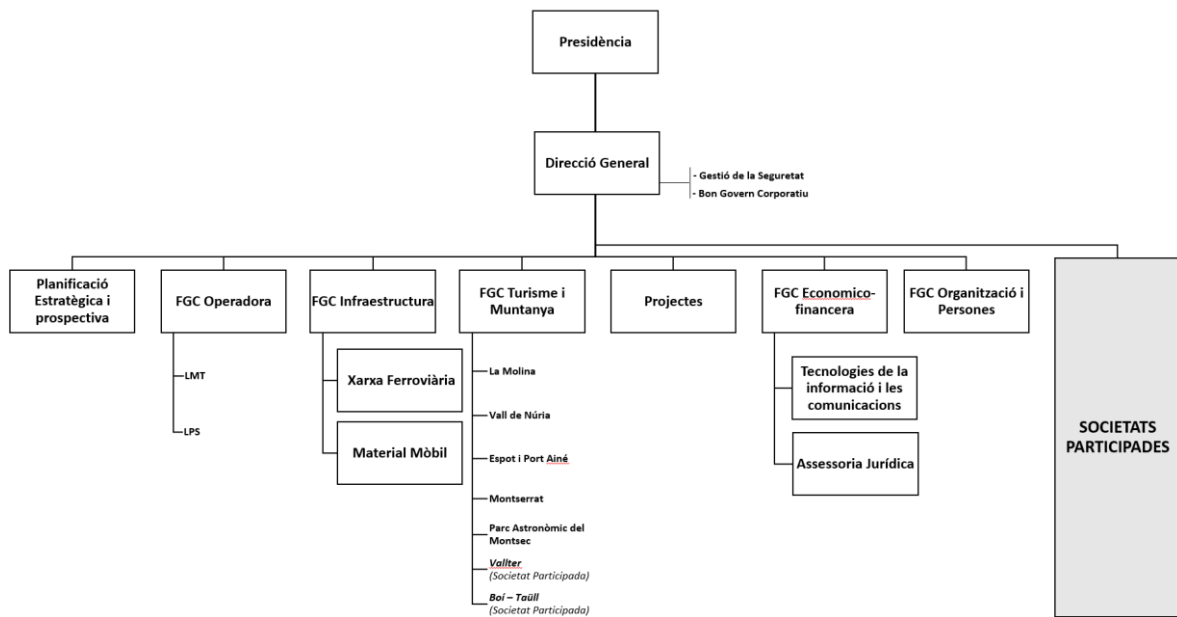 Presidència
Direcció General
- Gestió de la Seguretat
- Bon Govern Corporatiu
Planificació
Estratègica i
prospectiva
FGC Operadora
LMT
LPS
FGC Infraestructura
Xarxa Ferroviària
Material Mòbil
FGC Turisme i
Muntanya
La Molina
Vall de Núria
Espot i Port Ainé
Montserrat
Parc Astronòmic del
Montsec
Vallter
(Societat Participada)
Boí – Taüll
(Societat Participada)
Projectes
FGC Economico-
financera
Tecnologies de la
informació i les
comunicacions
Assessoria Jurídica
FGC Organització i
Persones
SOCIETATS
PARTICIPADES